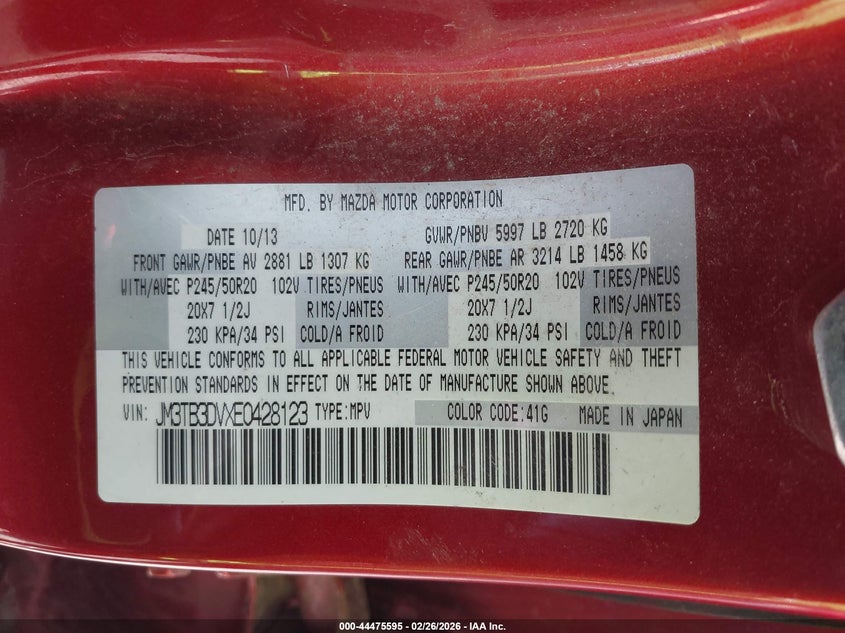 MFD. BY MAZDA MOTOR CORPORATION
DATE 10/13 GVWR/PNBV 5997 LB 2720 KG
FRONT GAWR/PNBE AV 2881 LB 1307 KG REAR GAWR/PNBE AR 3214 LB 1458 KG
WITH/AVEC P245/50R20 102V TIRES/PNEUS WITH/AVEC P245/50R20 102V TIRES/PNEUS
20X7 1/2J RIMS/JANTES 20X7 1/2J RIMS/JANTES
230 KPA/34 PSI COLD/A FROID 230 KPA/34 PSI COLD/A FROID
THIS VEHICLE CONFORMS TO ALL APPLICABLE FEDERAL MOTOR VEHICLE SAFETY AND THEFT
PREVENTION STANDARDS IN EFFECT ON THE DATE OF MANUFACTURE SHOWN ABOVE.
VIN: JM3TB3DVXE0428123 TYPE:MPV COLOR CODE:41G MADE IN JAPAN
000-44475595 - 02/26/2026 - IAA Inc.